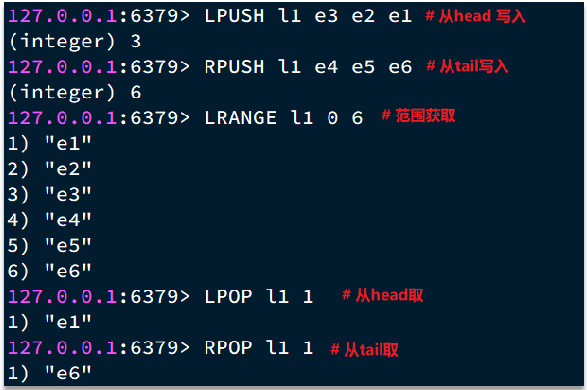 127.0.0.1:6379> LPUSH l1 e3 e2 e1 # 从head 写入
(integer) 3
127.0.0.1:6379> RPUSH l1 e4 e5 e6 # 从tail写入
(integer) 6
127.0.0.1:6379> LRANGE l1 0 6 # 范围获取
1) "e1"
2) "e2"
3) "e3"
4) "e4"
5) "e5"
6) "e6"
127.0.0.1:6379> LPOP l1 1 # 从head取
1) "e1"
127.0.0.1:6379> RPOP l1 1 # 从tail取
1) "e6"